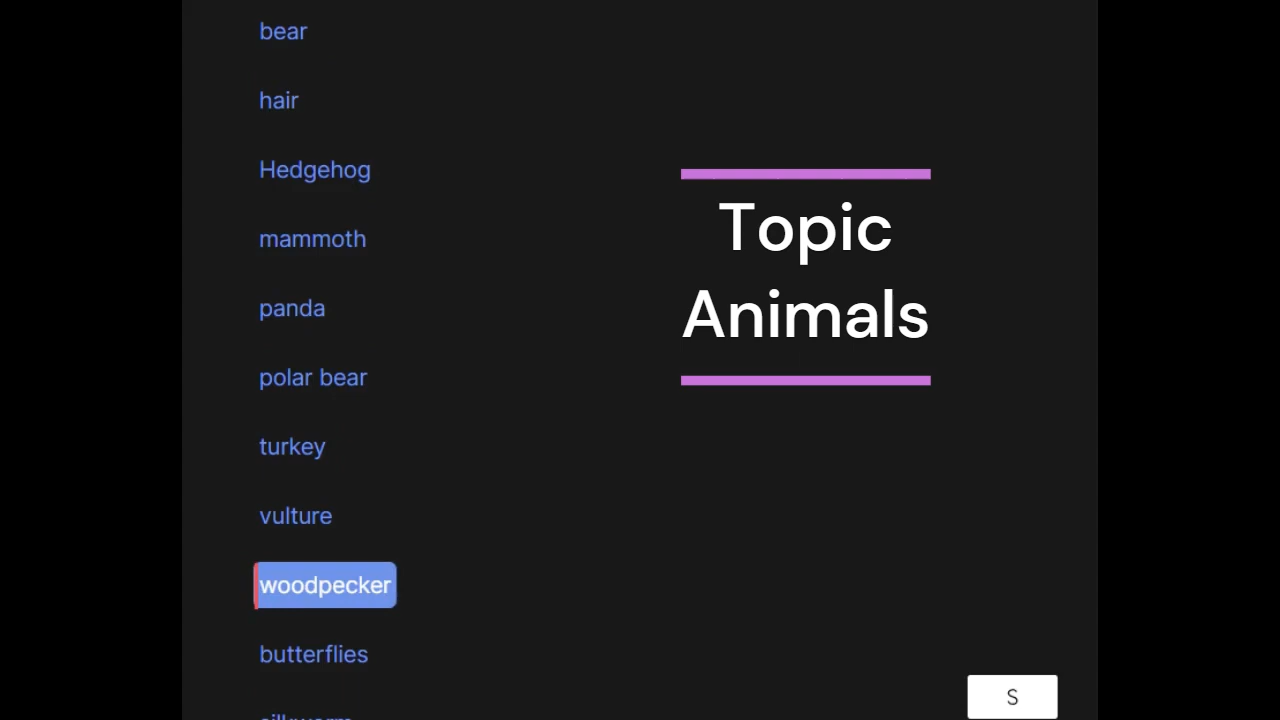 bear
hair
Hedgehog
mammoth
panda
polar bear
turkey
vulture
woodpecker
butterflies
Topic
Animals
S